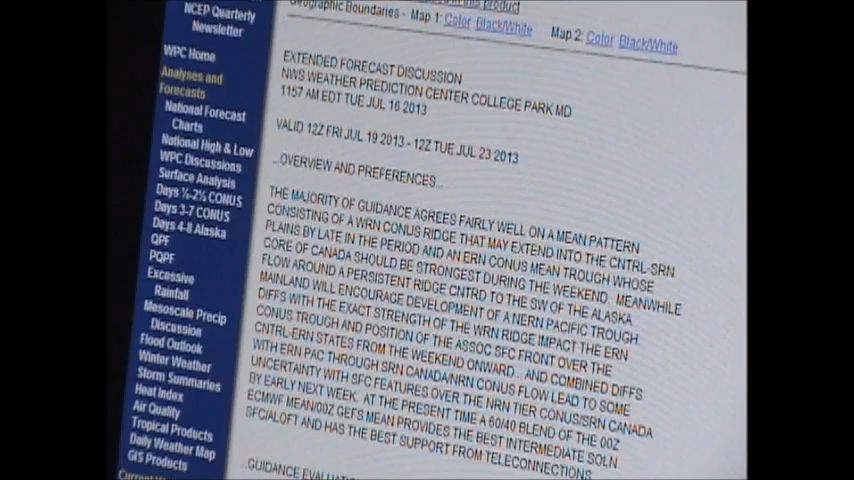 NCEP Quarterly
Newsletter
WPC Home
Analyses and
Forecasts
National Forecast
Charts
National High & Low
WPC Discussions
Surface Analysis
Days ½-2½ CONUS
Days 3-7 CONUS
Days 4-8 Alaska
QPF
PQPF
Excessive
Rainfall
Mesoscale Precip
Discussion
Flood Outlook
Winter Weather
Storm Summaries
Heat Index
Air Quality
Tropical Products
Daily Weather Map
GIS Products
in this product
Geographic Boundaries - Map 1: Color Black/White Map 2: Color Black/White
EXTENDED FORECAST DISCUSSION
NWS WEATHER PREDICTION CENTER COLLEGE PARK MD
1157 AM EDT TUE JUL 16 2013
VALID 12Z FRI JUL 19 2013 - 12Z TUE JUL 23 2013
...OVERVIEW AND PREFERENCES...
THE MAJORITY OF GUIDANCE AGREES FAIRLY WELL ON A MEAN PATTERN
CONSISTING OF A WRN CONUS RIDGE THAT MAY EXTEND INTO THE CNTRL-SRN
PLAINS BY LATE IN THE PERIOD AND AN ERN CONUS MEAN TROUGH WHOSE
CORE OF CANADA SHOULD BE STRONGEST DURING THE WEEKEND. MEANWHILE
FLOW AROUND A PERSISTENT RIDGE CNTRD TO THE SW OF THE ALASKA
MAINLAND WILL ENCOURAGE DEVELOPMENT OF A NERN PACIFIC TROUGH.
DIFFS WITH THE EXACT STRENGTH OF THE WRN RIDGE IMPACT THE ERN
CONUS TROUGH AND POSITION OF THE ASSOC SFC FRONT OVER THE
CNTRL-ERN STATES FROM THE WEEKEND ONWARD... AND COMBINED DIFFS
WITH ERN PAC THROUGH SRN CANADA/NRN CONUS FLOW LEAD TO SOME
UNCERTAINTY WITH SFC FEATURES OVER THE NRN TIER CONUS/SRN CANADA
BY EARLY NEXT WEEK. AT THE PRESENT TIME A 60/40 BLEND OF THE 00Z
ECMWF MEAN/00Z GEFS MEAN PROVIDES THE BEST INTERMEDIATE SOLN
SFC/ALOFT AND HAS THE BEST SUPPORT FROM TELECONNECTIONS
...GUIDANCE